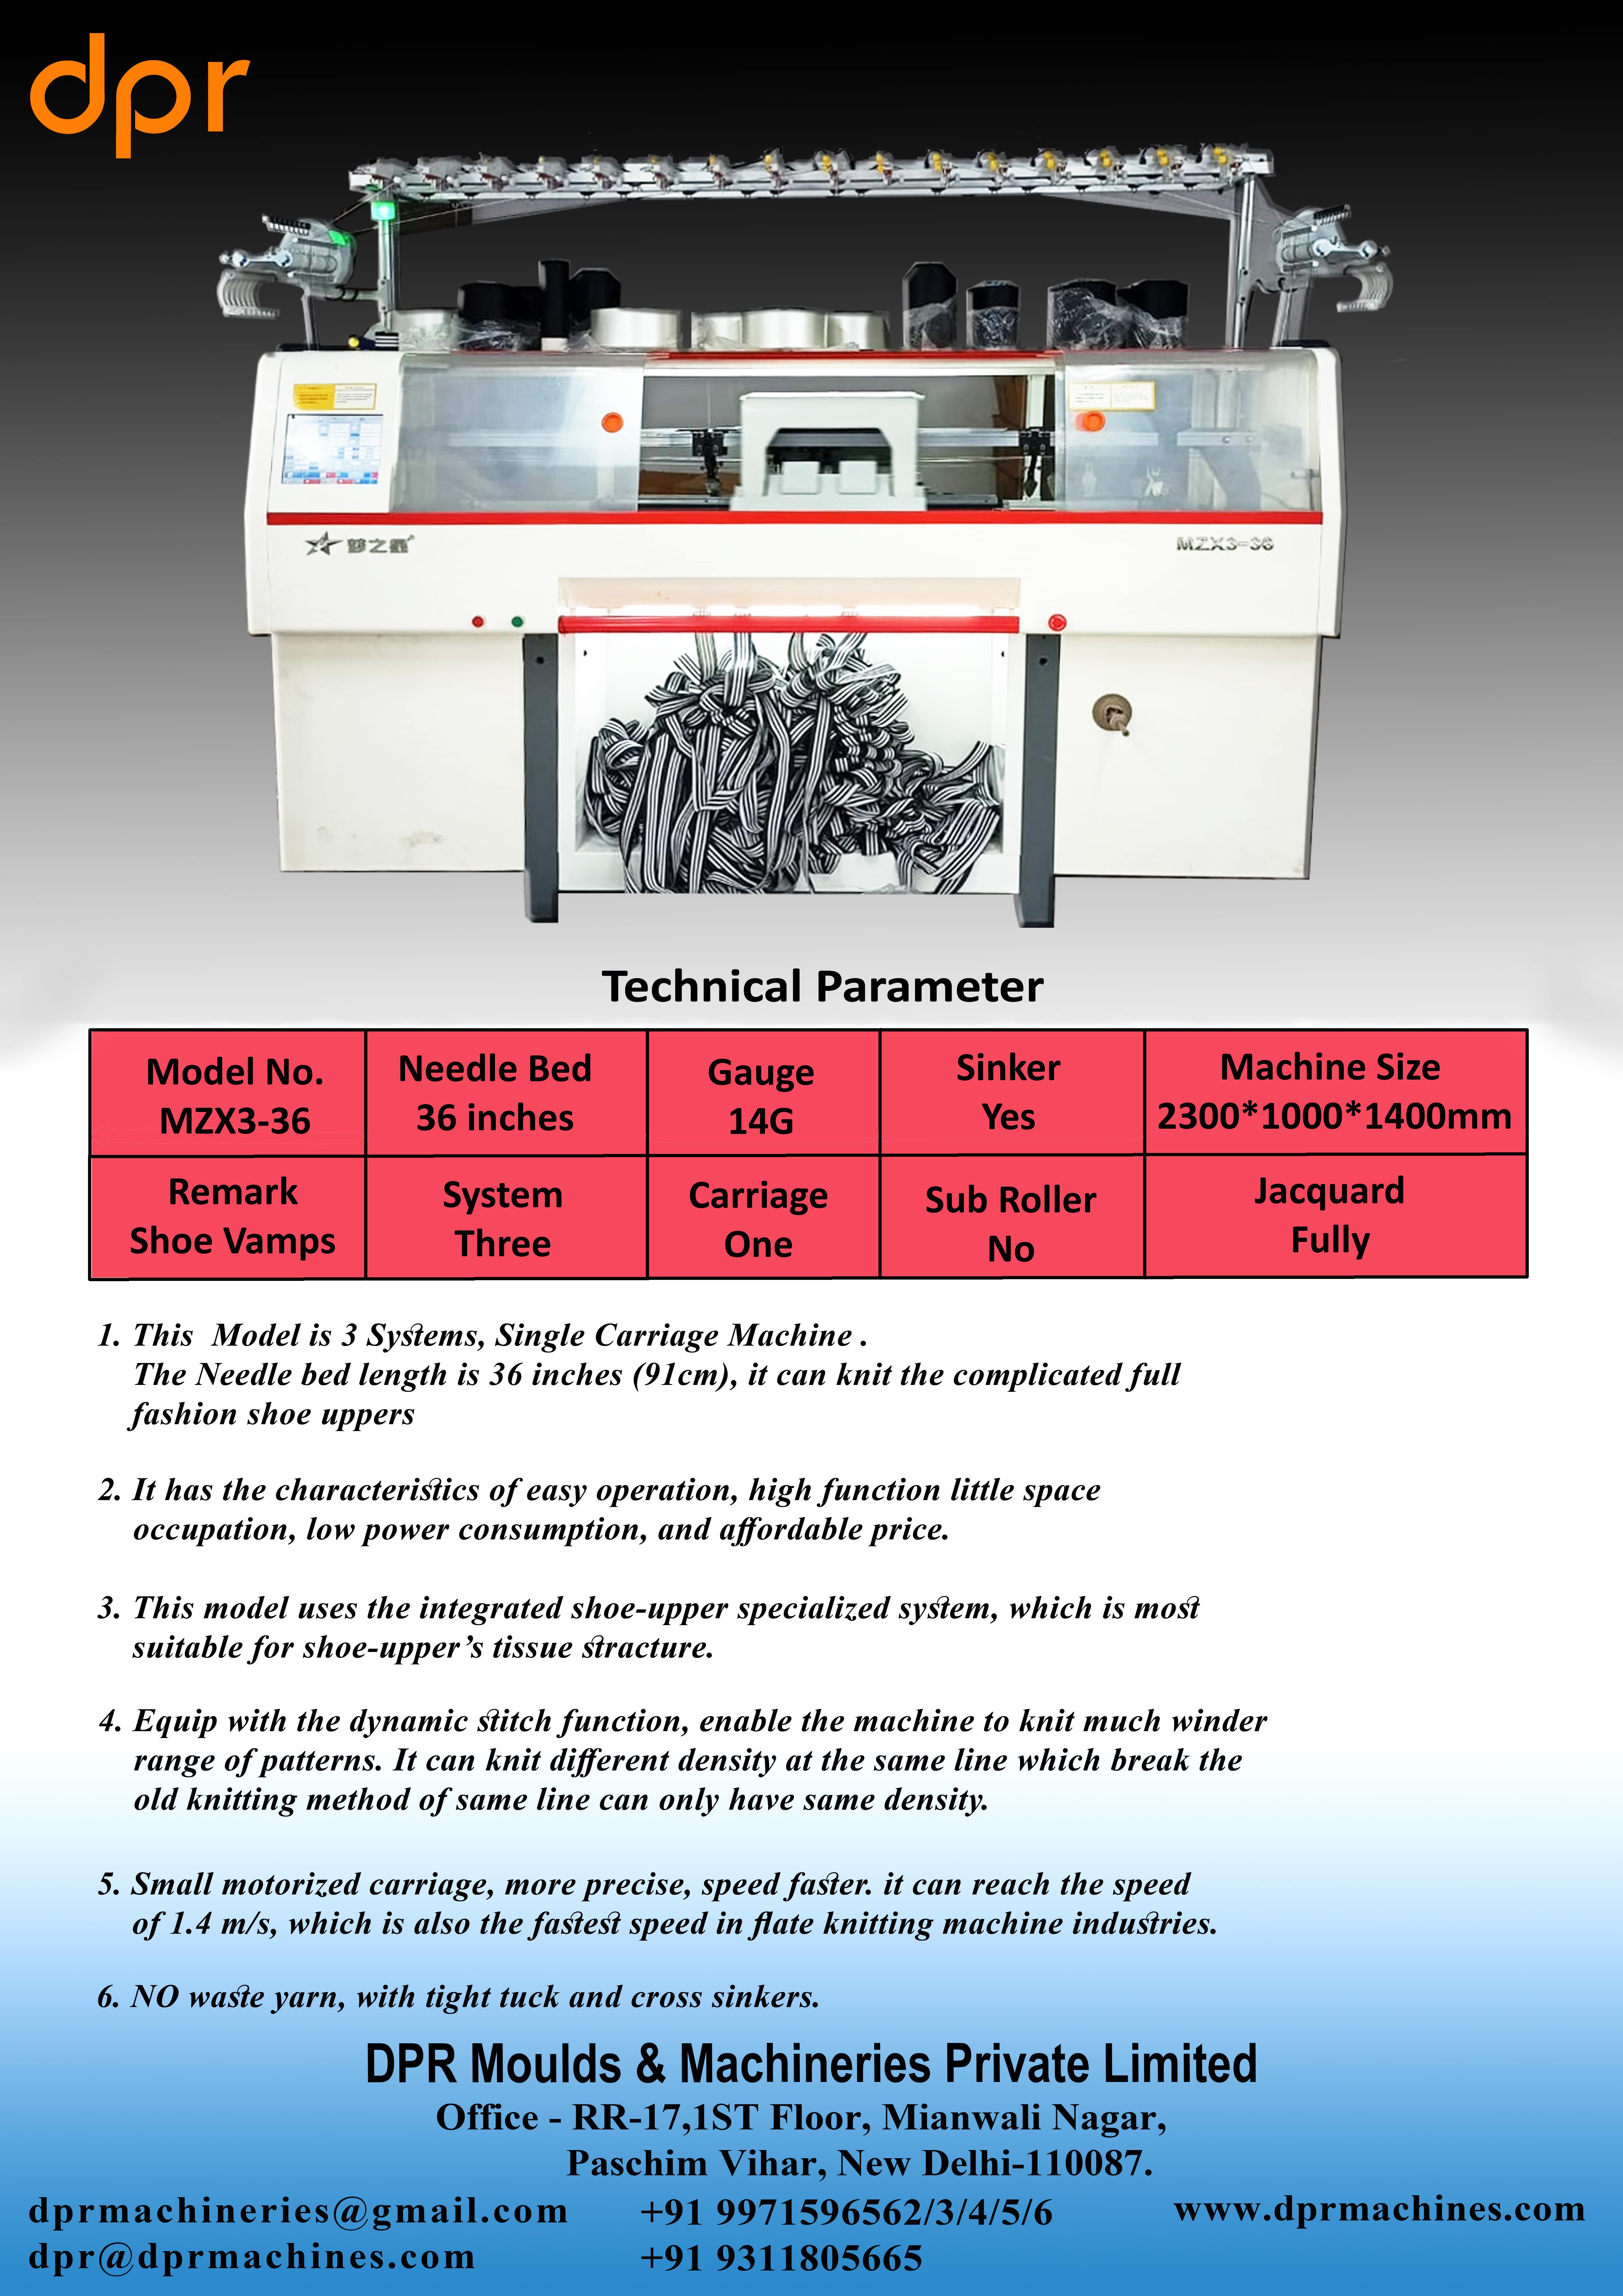 dpr
梦之星
MZX3-36
Technical Parameter
Model No.
MZX3-36
Needle Bed
36 inches
Gauge
14G
Sinker
Yes
Machine Size
2300*1000*1400mm
Remark
Shoe Vamps
System
Three
Carriage
One
Sub Roller
No
Jacquard
Fully
1. This Model is 3 Systems, Single Carriage Machine .
The Needle bed length is 36 inches (91cm), it can knit the complicated full
fashion shoe uppers
2. It has the characteristics of easy operation, high function little space
occupation, low power consumption, and affordable price.
3. This model uses the integrated shoe-upper specialized system, which is most
suitable for shoe-upper’s tissue stracture.
4. Equip with the dynamic stitch function, enable the machine to knit much winder
range of patterns. It can knit different density at the same line which break the
old knitting method of same line can only have same density.
5. Small motorized carriage, more precise, speed faster. it can reach the speed
of 1.4 m/s, which is also the fastest speed in flate knitting machine industries.
6. NO waste yarn, with tight tuck and cross sinkers.
DPR Moulds & Machineries Private Limited
Office - RR-17,1ST Floor, Mianwali Nagar,
Paschim Vihar, New Delhi-110087.
dprmachineries@gmail.com +91 9971596562/3/4/5/6 www.dprmachines.com
dpr@dprmachines.com +91 9311805665